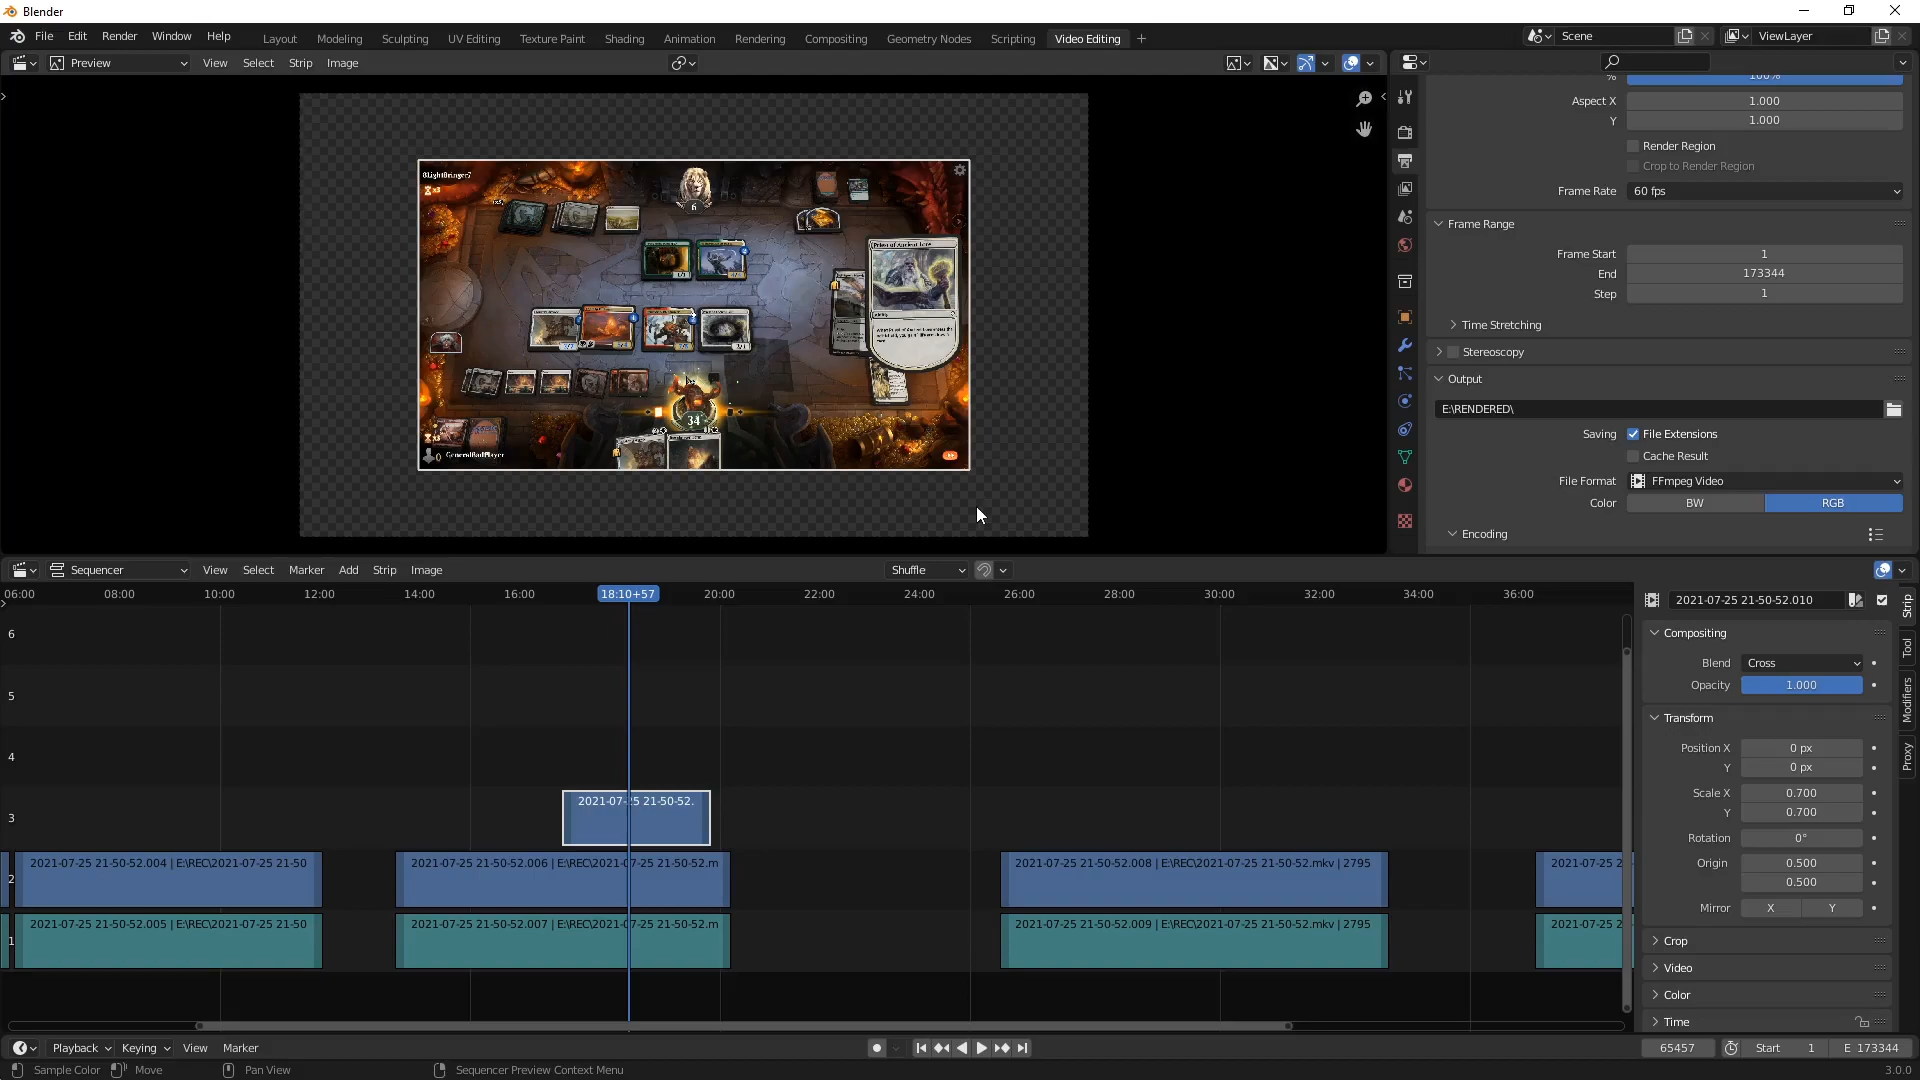 Blender
File Edit Render Window Help
Layout Modeling Sculpting UV Editing Texture Paint Shading Animation Rendering Compositing Geometry Nodes Scripting Video Editing
Scene
ViewLayer
Preview View Select Strip Image
% 100%
Aspect X 1.000
Y 1.000
Render Region
Crop to Render Region
Frame Rate 60 fps
Frame Range
Frame Start 1
End 173344
Step 1
Time Stretching
Stereoscopy
Output
E:\RENDERED\
Saving File Extensions
Cache Result
File Format FFmpeg Video
Color BW RGB
Encoding
6
Priest of Ancient Lore
34
GeneralBadPlayer
Sequencer View Select Marker Add Strip Image
Shuffle
06:00 08:00 10:00 12:00 14:00 16:00 18:10+57 20:00 22:00 24:00 26:00 28:00 30:00 32:00 34:00 36:00
6
5
4
3
2
1
2021-07-25 21-50-52.
2021-07-25 21-50-52.004 | E:\REC\2021-07-25 21-50
2021-07-25 21-50-52.006 | E:\REC\2021-07-25 21-50-52.m
2021-07-25 21-50-52.008 | E:\REC\2021-07-25 21-50-52.mkv | 2795
2021-07-25 2
2021-07-25 21-50-52.005 | E:\REC\2021-07-25 21-50
2021-07-25 21-50-52.007 | E:\REC\2021-07-25 21-50-52.m
2021-07-25 21-50-52.009 | E:\REC\2021-07-25 21-50-52.mkv | 2795
2021-07-25 2
2021-07-25 21-50-52.010
Compositing
Blend Cross
Opacity 1.000
Transform
Position X 0 px
Y 0 px
Scale X 0.700
Y 0.700
Rotation 0°
Origin 0.500
0.500
Mirror X Y
Crop
Video
Color
Time
Strip
Tool
Modifiers
Proxy
Playback Keying View Marker
65457 Start 1 E 173344
Sample Color Move Pan View Sequencer Preview Context Menu
3.0.0